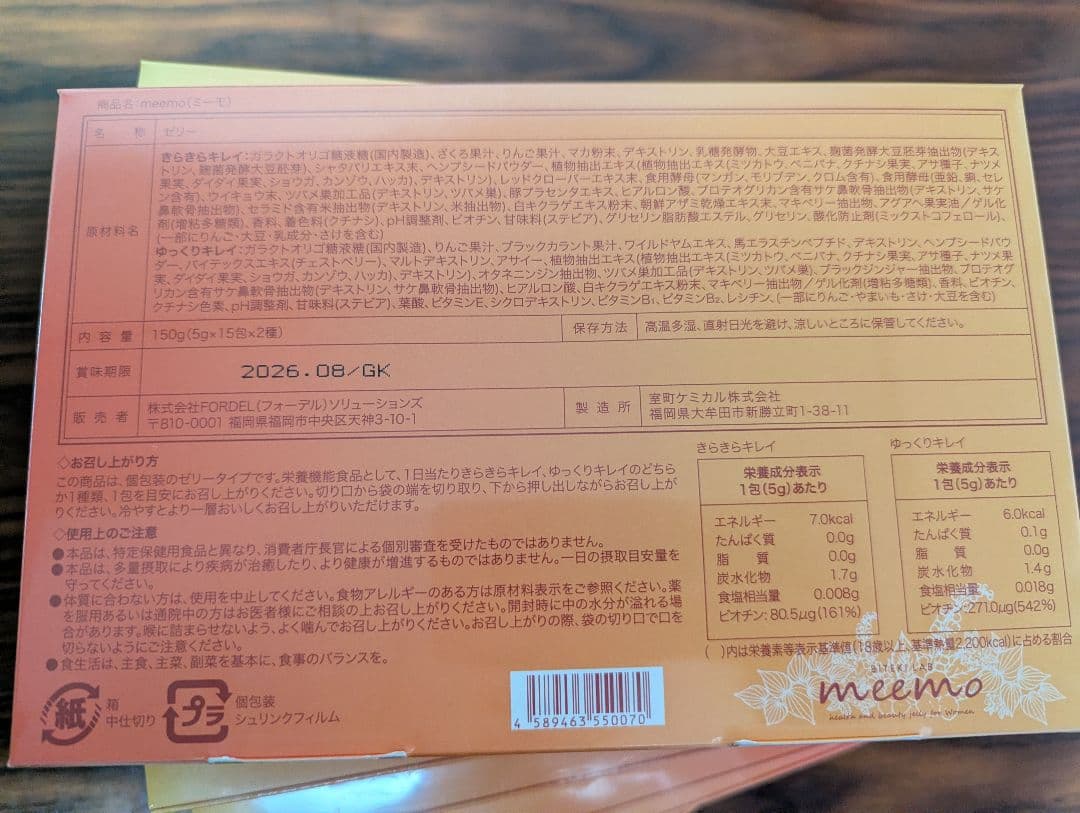 商品名:meemo(ミーモ)
名 称 ゼリー
原材料名
きらきらキレイ:ガラクトオリゴ糖液糖(国内製造)、ざくろ果汁、りんご果汁、マカ粉末、デキストリン、乳糖発酵物、大豆エキス、麹菌発酵大豆胚芽抽出物(デキス
トリン、麹菌発酵大豆胚芽)、シャタバリエキス末、ヘンプシードパウダー、植物抽出エキス(植物抽出エキス(ミツカトウ、ベニバナ、クチナシ果実、アサ種子、ナツメ
果実、ダイダイ果実、ショウガ、カンゾウ、ハッカ)、デキストリン)、レッドクローバーエキス末、食用酵母(マンガン、モリブデン、クロム含有)、食用酵母(亜鉛、銅、セレ
ン含有)、ウイキョウ末、ツバメ巣加工品(デキストリン、ツバメ巣)、豚プラセンタエキス、ヒアルロン酸、プロテオグリカン含有サケ鼻軟骨抽出物(デキストリン、サケ
鼻軟骨抽出物)、セラミド含有米抽出物(デキストリン、米抽出物)、白キクラゲエキス粉末、朝鮮アザミ乾燥エキス末、マキベリー抽出物、アグアヘ果実油/ゲル化
剤(増粘多糖類)、香料、着色料(クチナシ)、pH調整剤、ビオチン、甘味料(ステビア)、グリセリン脂肪酸エステル、グリセリン、酸化防止剤(ミックストコフェロール)、
(一部にりんご・大豆・乳成分・さけを含む)
ゆっくりキレイ:ガラクトオリゴ糖液糖(国内製造)、りんご果汁、ブラックカラント果汁、ワイルドヤムエキス、馬エラスチンペプチド、デキストリン、ヘンプシードパウ
ダー、バイテックスエキス(チェストベリー)、マルトデキストリン、アサイー、植物抽出エキス(植物抽出エキス(ミツカトウ、ベニバナ、クチナシ果実、アサ種子、ナツメ果
実、ダイダイ果実、ショウガ、カンゾウ、ハッカ)、デキストリン)、オタネニンジン抽出物、ツバメ巣加工品(デキストリン、ツバメ巣)、ブラックジンジャー抽出物、プロテオグ
リカン含有サケ鼻軟骨抽出物(デキストリン、サケ鼻軟骨抽出物)、ヒアルロン酸、白キクラゲエキス粉末、マキベリー抽出物/ゲル化剤(増粘多糖類)、香料、ビオチン、
クチナシ色素、pH調整剤、甘味料(ステビア)、葉酸、ビタミンE、シクロデキストリン、ビタミンB₁、ビタミンB₂、レシチン、(一部にりんご・やまいも・さけ・大豆を含む)
内 容 量 150g(5g×15包×2種) 保存方法 高温多湿、直射日光を避け、涼しいところに保管してください。
賞味期限 2026.08/GK
販 売 者 株式会社FORDEL(フォーデル)ソリューションズ
〒810-0001 福岡県福岡市中央区天神3-10-1
製 造 所 室町ケミカル株式会社
福岡県大牟田市新勝立町1-38-11
◇お召し上がり方
この商品は、個包装のゼリータイプです。栄養機能食品として、1日当たりきらきらキレイ、ゆっくりキレイのどちら
か1種類、1包を目安にお召し上がりください。切り口から袋の端を切り取り、下から押し出しながらお召し上が
りください。冷やすとより一層おいしくお召し上がりいただけます。
◇使用上のご注意
●本品は、特定保健用食品と異なり、消費者庁長官による個別審査を受けたものではありません。
●本品は、多量摂取により疾病が治癒したり、より健康が増進するものではありません。一日の摂取目安量を
守ってください。
●体質に合わない方は、使用を中止してください。食物アレルギーのある方は原材料表示をご参照ください。薬
を服用あるいは通院中の方はお医者様にご相談の上お召し上がりください。開封時に中の水分が溢れる場
合があります。喉に詰まらせないよう、よく噛んでお召し上がりください。お召し上がりの際、袋の切り口で口を
切らないようにご注意ください。
●食生活は、主食、主菜、副菜を基本に、食事のバランスを。
きらきらキレイ
栄養成分表示
1包(5g)あたり
エネルギー 7.0kcal
たんぱく質 0.0g
脂 質 0.0g
炭水化物 1.7g
食塩相当量 0.008g
ビオチン:80.5μg(161%)
ゆっくりキレイ
栄養成分表示
1包(5g)あたり
エネルギー 6.0kcal
たんぱく質 0.1g
脂 質 0.0g
炭水化物 1.4g
食塩相当量 0.018g
ビオチン:271.0μg(542%)
( )内は栄養素等表示基準値(18歳以上、基準熱量2,200kcal)に占める割合
紙
箱
中仕切り
プラ
個包装
シュリンクフィルム
4 589463 550070
BITEKI LAB
meemo
health and beauty jelly for Women